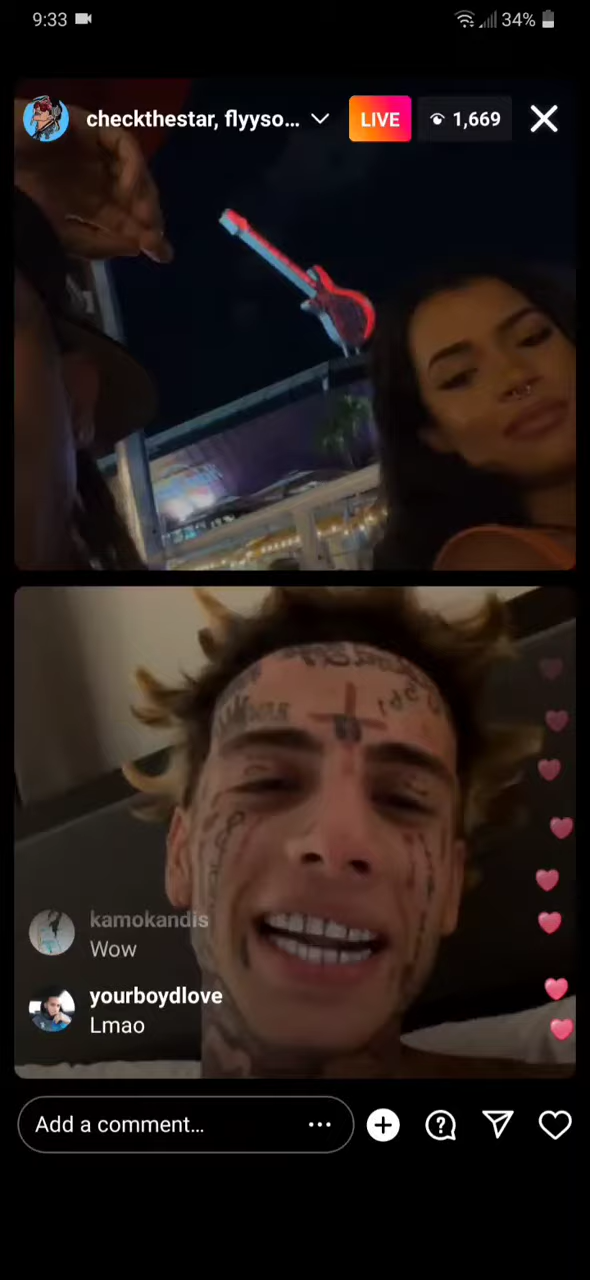 9:33
34%
checkthestar, flyyso...
LIVE
1,669
kamokandis
Wow
yourboydlove
Lmao
Add a comment...